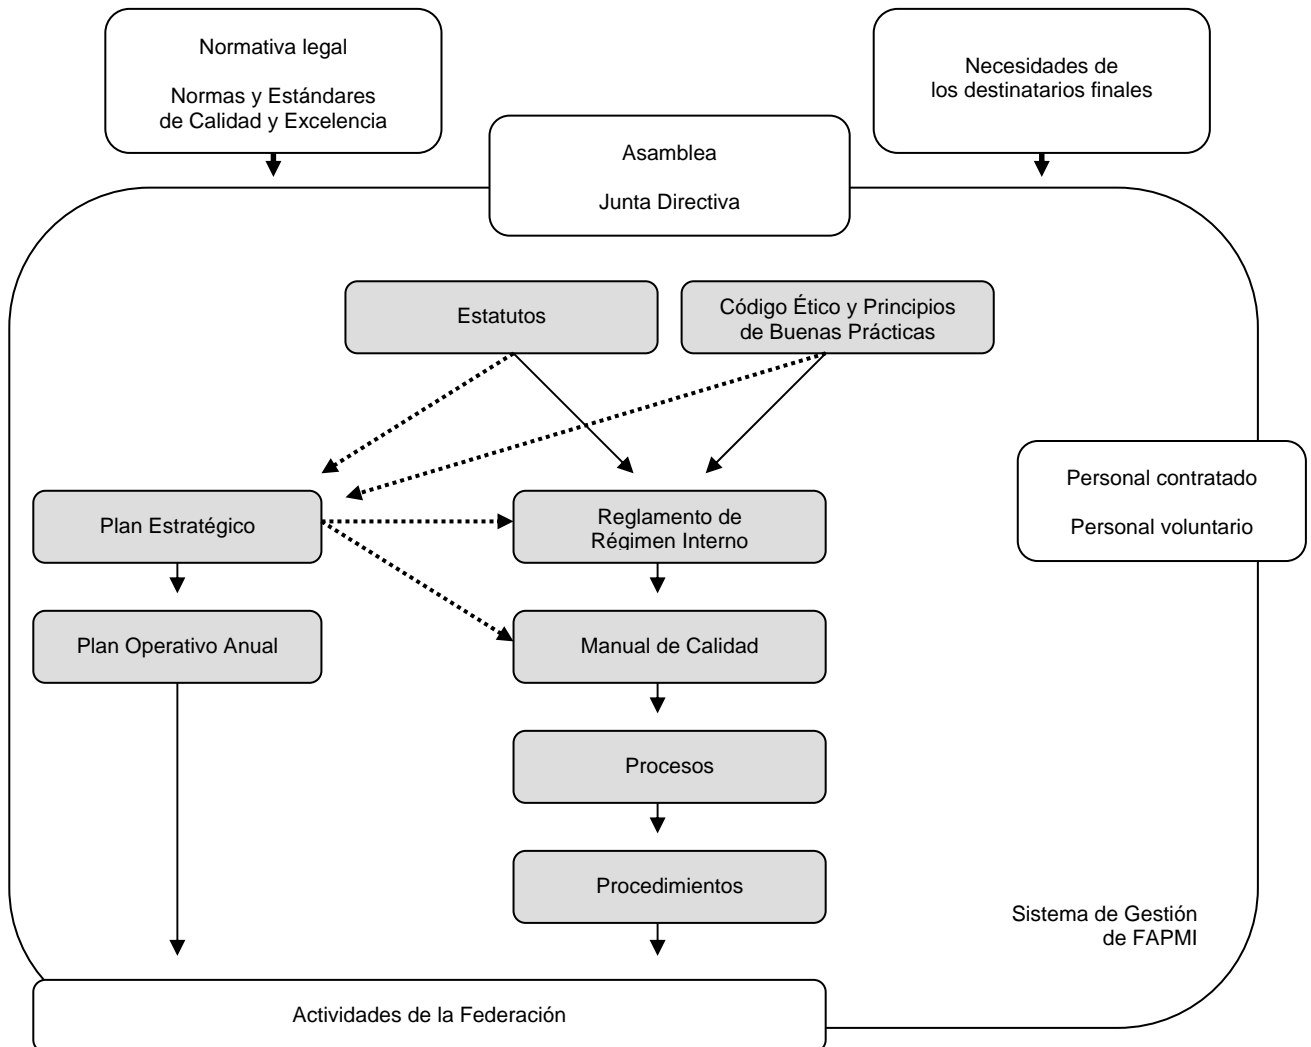 Normativa legal
Normas y Estándares
de Calidad y Excelencia
Necesidades de
los destinatarios finales
Asamblea
Junta Directiva
Estatutos
Código Ético y Principios
de Buenas Prácticas
Personal contratado
Personal voluntario
Plan Estratégico
Reglamento de
Régimen Interno
Plan Operativo Anual
Manual de Calidad
Procesos
Procedimientos
Sistema de Gestión
de FAPMI
Actividades de la Federación